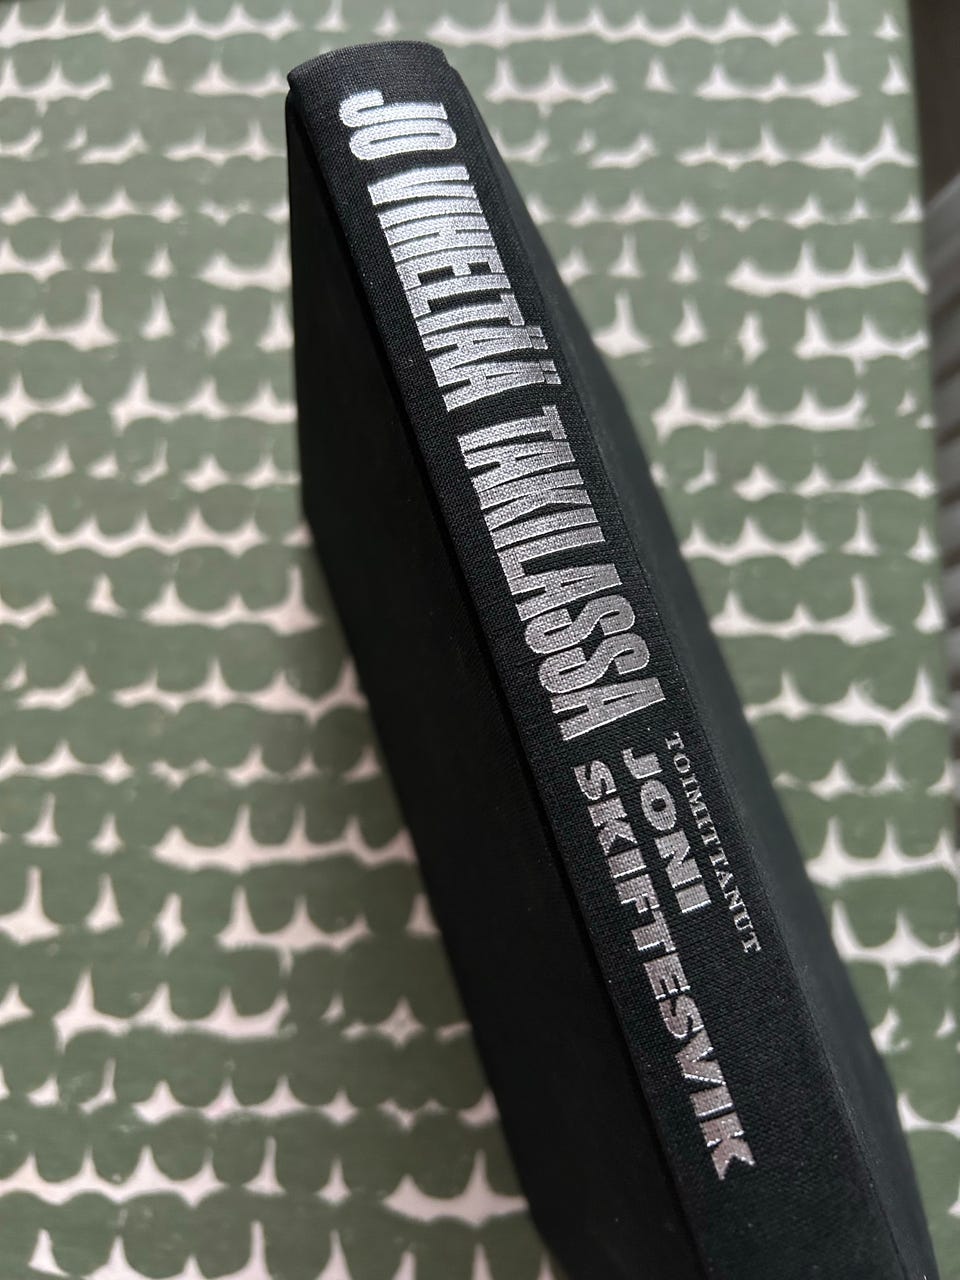 JO VIHELTÄÄ TAKILASSA
TOIMITTANUT
JONI
SKIFTESVIK